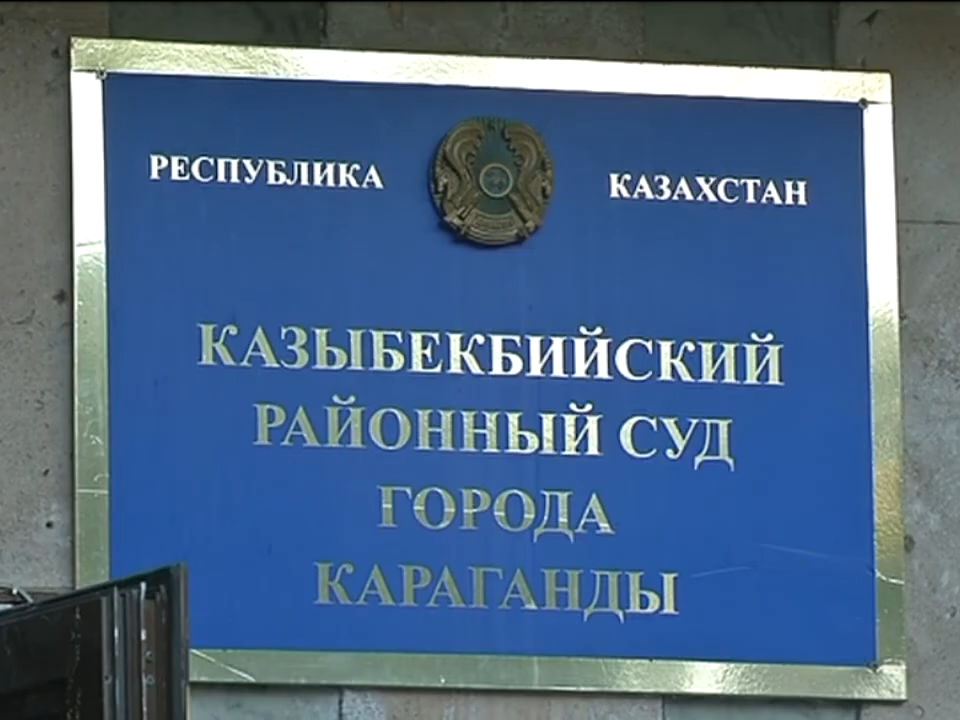 РЕСПУБЛИКА КАЗАХСТАН
КАЗЫБЕКБИЙСКИЙ
РАЙОННЫЙ СУД
ГОРОДА
КАРАГАНДЫ